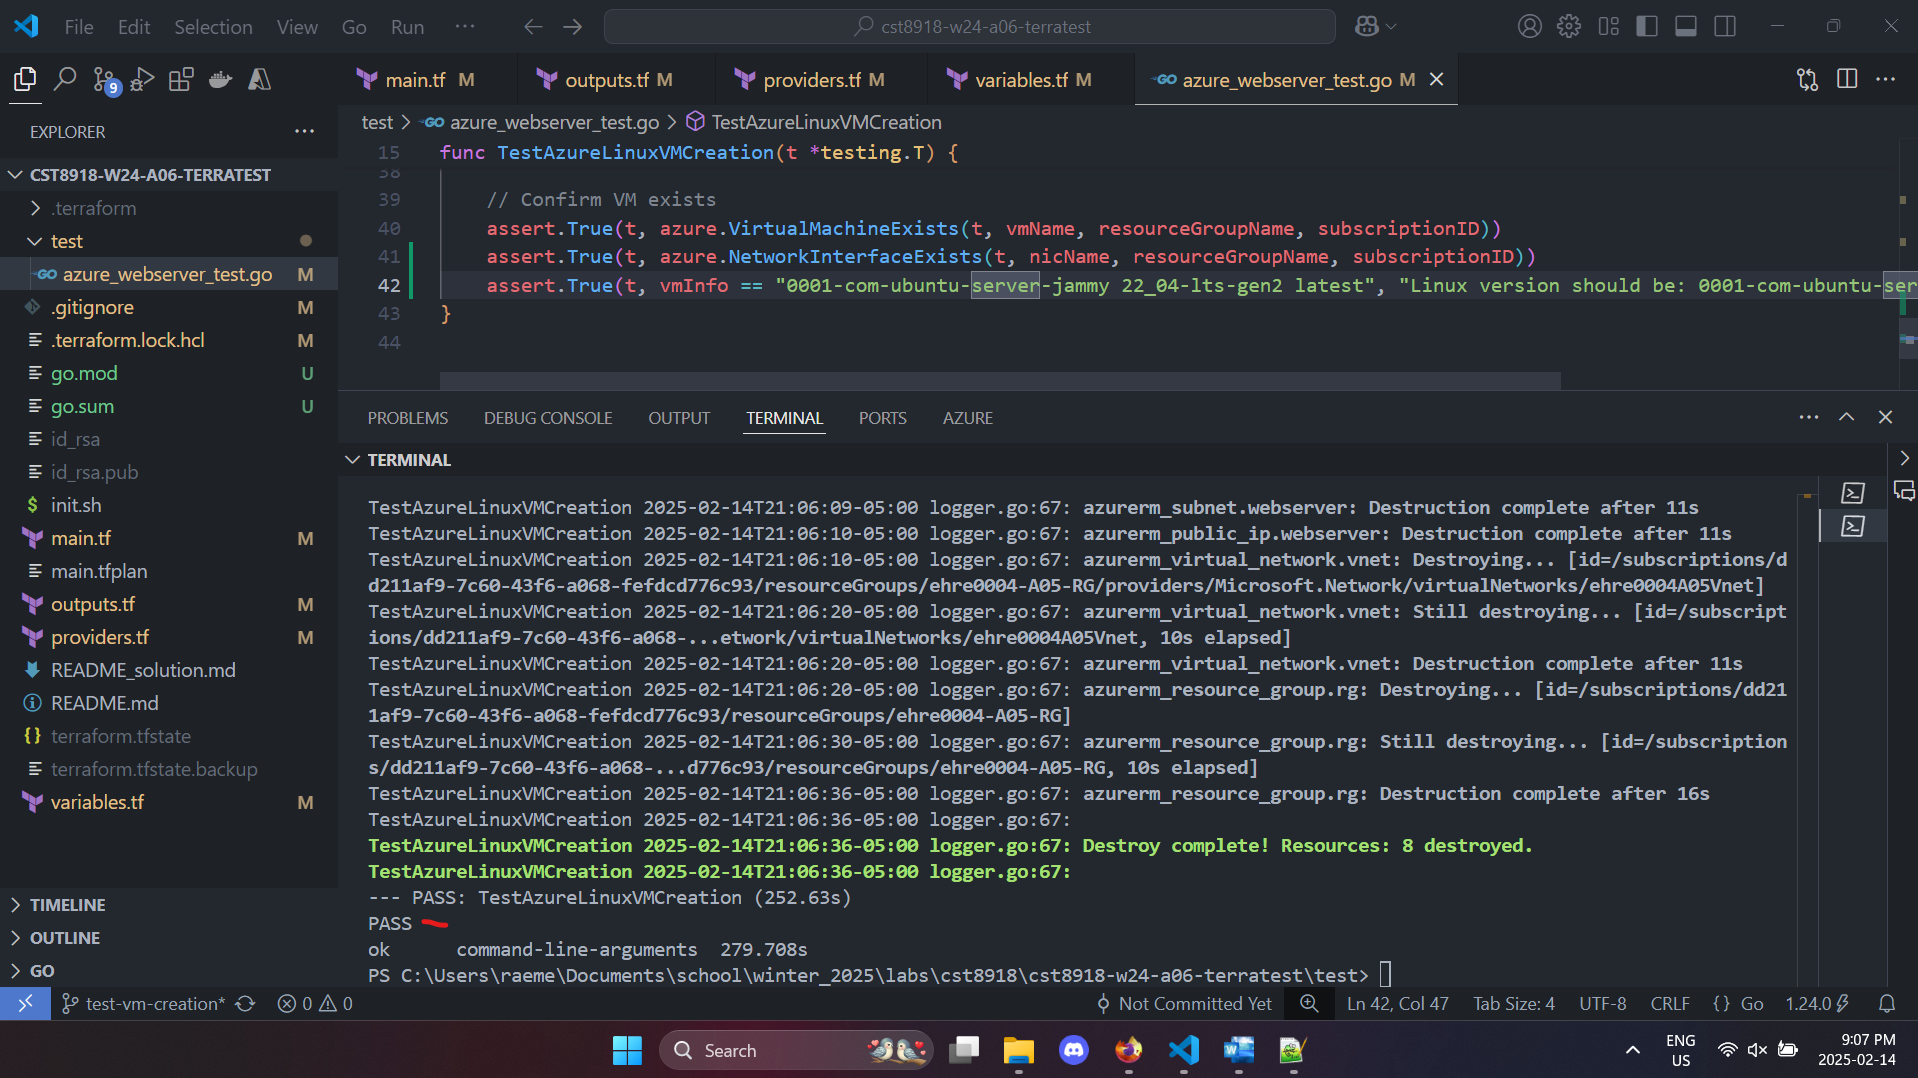 File Edit Selection View Go Run ···
cst8918-w24-a06-terratest
9
main.tf M
outputs.tf M
providers.tf M
variables.tf M
azure_webserver_test.go M
EXPLORER
test > azure_webserver_test.go > TestAzureLinuxVMCreation
CST8918-W24-A06-TERRATEST
.terraform
test
azure_webserver_test.go M
.gitignore M
.terraform.lock.hcl M
go.mod U
go.sum U
id_rsa
id_rsa.pub
$ init.sh
main.tf M
main.tfplan
outputs.tf M
providers.tf M
README_solution.md
README.md
{} terraform.tfstate
terraform.tfstate.backup
variables.tf M
TIMELINE
OUTLINE
GO
15 func TestAzureLinuxVMCreation(t *testing.T) {
38
39 // Confirm VM exists
40 assert.True(t, azure.VirtualMachineExists(t, vmName, resourceGroupName, subscriptionID))
41 assert.True(t, azure.NetworkInterfaceExists(t, nicName, resourceGroupName, subscriptionID))
42 assert.True(t, vmInfo == "0001-com-ubuntu-server-jammy 22_04-lts-gen2 latest", "Linux version should be: 0001-com-ubuntu-ser
43 }
44
PROBLEMS DEBUG CONSOLE OUTPUT TERMINAL PORTS AZURE
TERMINAL
TestAzureLinuxVMCreation 2025-02-14T21:06:09-05:00 logger.go:67: azurerm_subnet.webserver: Destruction complete after 11s
TestAzureLinuxVMCreation 2025-02-14T21:06:10-05:00 logger.go:67: azurerm_public_ip.webserver: Destruction complete after 11s
TestAzureLinuxVMCreation 2025-02-14T21:06:10-05:00 logger.go:67: azurerm_virtual_network.vnet: Destroying... [id=/subscriptions/d
d211af9-7c60-43f6-a068-fefdcd776c93/resourceGroups/ehre0004-A05-RG/providers/Microsoft.Network/virtualNetworks/ehre0004A05Vnet]
TestAzureLinuxVMCreation 2025-02-14T21:06:20-05:00 logger.go:67: azurerm_virtual_network.vnet: Still destroying... [id=/subscript
ions/dd211af9-7c60-43f6-a068-...etwork/virtualNetworks/ehre0004A05Vnet, 10s elapsed]
TestAzureLinuxVMCreation 2025-02-14T21:06:20-05:00 logger.go:67: azurerm_virtual_network.vnet: Destruction complete after 11s
TestAzureLinuxVMCreation 2025-02-14T21:06:20-05:00 logger.go:67: azurerm_resource_group.rg: Destroying... [id=/subscriptions/dd21
1af9-7c60-43f6-a068-fefdcd776c93/resourceGroups/ehre0004-A05-RG]
TestAzureLinuxVMCreation 2025-02-14T21:06:30-05:00 logger.go:67: azurerm_resource_group.rg: Still destroying... [id=/subscription
s/dd211af9-7c60-43f6-a068-...d776c93/resourceGroups/ehre0004-A05-RG, 10s elapsed]
TestAzureLinuxVMCreation 2025-02-14T21:06:36-05:00 logger.go:67: azurerm_resource_group.rg: Destruction complete after 16s
TestAzureLinuxVMCreation 2025-02-14T21:06:36-05:00 logger.go:67:
TestAzureLinuxVMCreation 2025-02-14T21:06:36-05:00 logger.go:67: Destroy complete! Resources: 8 destroyed.
TestAzureLinuxVMCreation 2025-02-14T21:06:36-05:00 logger.go:67:
--- PASS: TestAzureLinuxVMCreation (252.63s)
PASS
ok command-line-arguments 279.708s
PS C:\Users\raeme\Documents\school\winter_2025\labs\cst8918\cst8918-w24-a06-terratest\test>
test-vm-creation* 0 0 Not Committed Yet Ln 42, Col 47 Tab Size: 4 UTF-8 CRLF {} Go 1.24.0
Search
ENG
US
9:07 PM
2025-02-14